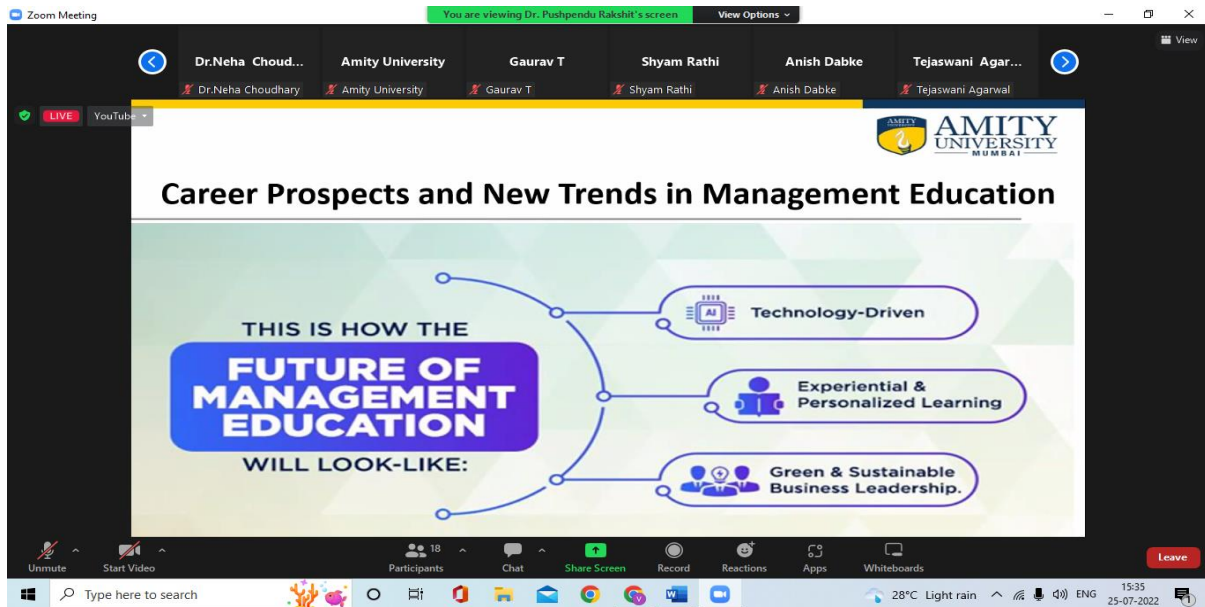 Zoom Meeting
You are viewing Dr. Pushpendu Rakshit's screen
View Options
View
Dr.Neha Choud...
Amity University
Gaurav T
Shyam Rathi
Anish Dabke
Tejaswani Agar...
Dr.Neha Choudhary
Amity University
Gaurav T
Shyam Rathi
Anish Dabke
Tejaswani Agarwal
LIVE
YouTube
AMITY
AMITY
UNIVERSITY
MUMBAI
Career Prospects and New Trends in Management Education
THIS IS HOW THE
FUTURE OF
MANAGEMENT
EDUCATION
WILL LOOK-LIKE:
AI
Technology-Driven
Experiential &
Personalized Learning
Green & Sustainable
Business Leadership.
Unmute
Start Video
18
Participants
Chat
Share Screen
Record
Reactions
Apps
Whiteboards
Leave
Type here to search
28°C Light rain
ENG
15:35
25-07-2022